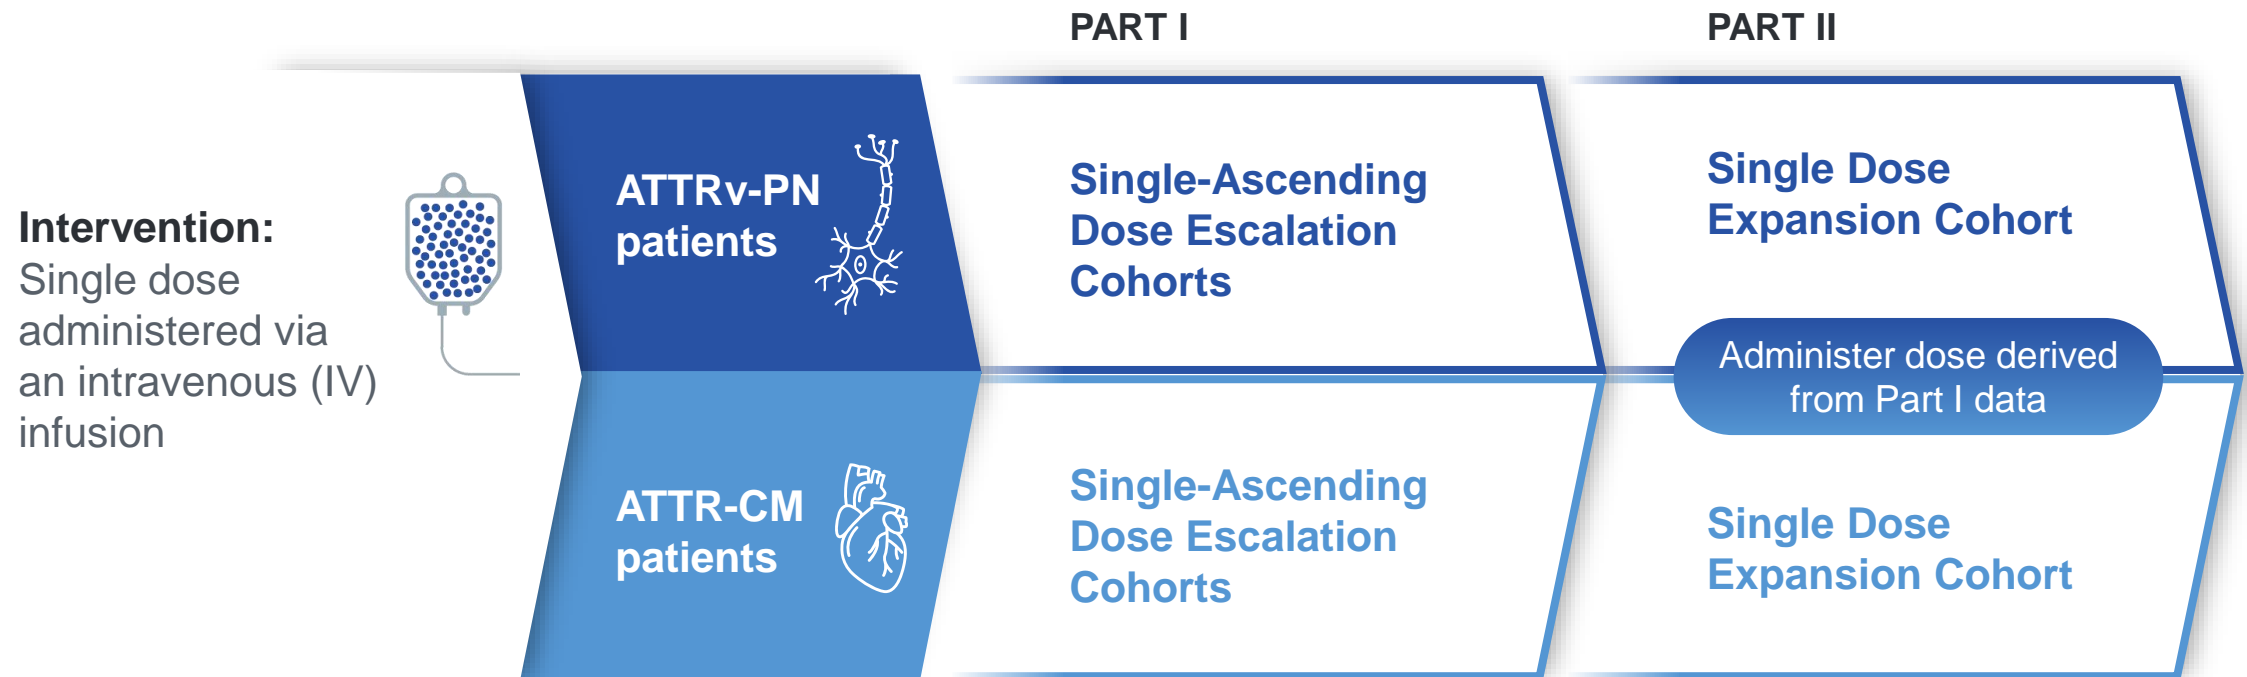 PART I
PART II
Intervention:
Single dose
administered via
an intravenous (IV)
infusion
ATTRv-PN
patients
Single-Ascending
Dose Escalation
Cohorts
Single Dose
Expansion Cohort
Administer dose derived
from Part I data
ATTR-CM
patients
Single-Ascending
Dose Escalation
Cohorts
Single Dose
Expansion Cohort